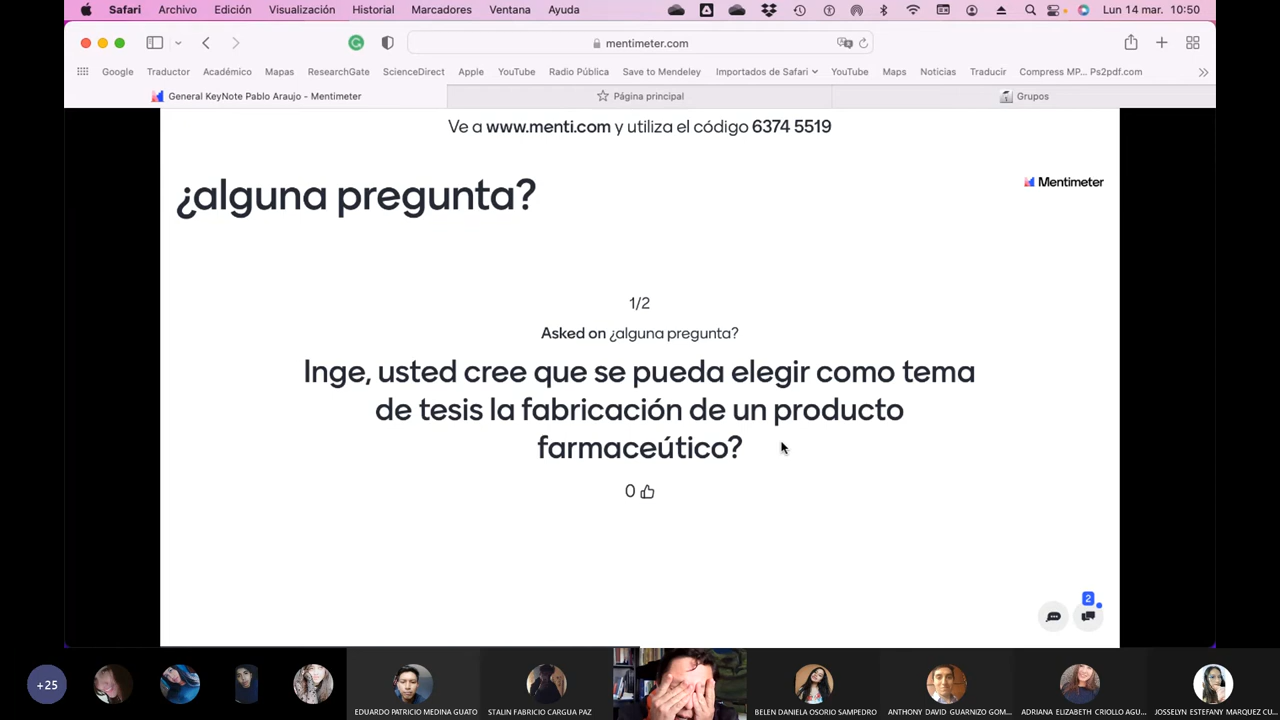 Safari Archivo Edición Visualización Historial Marcadores Ventana Ayuda Lun 14 mar. 10:50
mentimeter.com
Google Traductor Académico Mapas ResearchGate ScienceDirect Apple YouTube Radio Pública Save to Mendeley Importados de Safari YouTube Maps Noticias Traducir Compress MP... Ps2pdf.com
General KeyNote Pablo Araujo - Mentimeter Página principal Grupos
Ve a www.menti.com y utiliza el código 6374 5519
¿alguna pregunta?
Mentimeter
1/2
Asked on ¿alguna pregunta?
Inge, usted cree que se pueda elegir como tema
de tesis la fabricación de un producto
farmaceútico?
0
2
+25
EDUARDO PATRICIO MEDINA GUATO STALIN FABRICIO CARGUA PAZ BELEN DANIELA OSORIO SAMPEDRO ANTHONY DAVID GUARNIZO GOM... ADRIANA ELIZABETH CRIOLLO AGU... JOSSELYN ESTEFANY MARQUEZ CU...